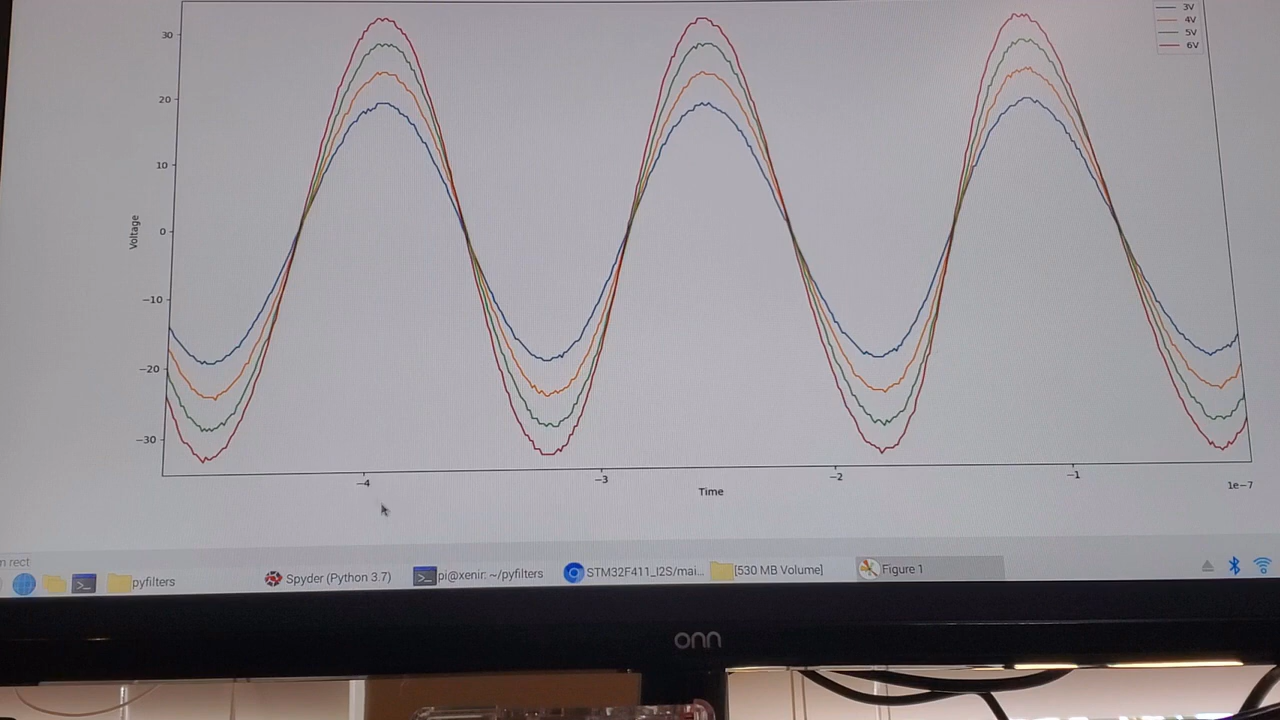 3V
4V
5V
6V
30
20
10
0
−10
−20
−30
Voltage
−4
−3
−2
−1
Time
1e−7
rect
pyfilters
Spyder (Python 3.7)
pi@xenir: ~/pyfilters
STM32F411_I2S/mai...
[530 MB Volume]
Figure 1
onn